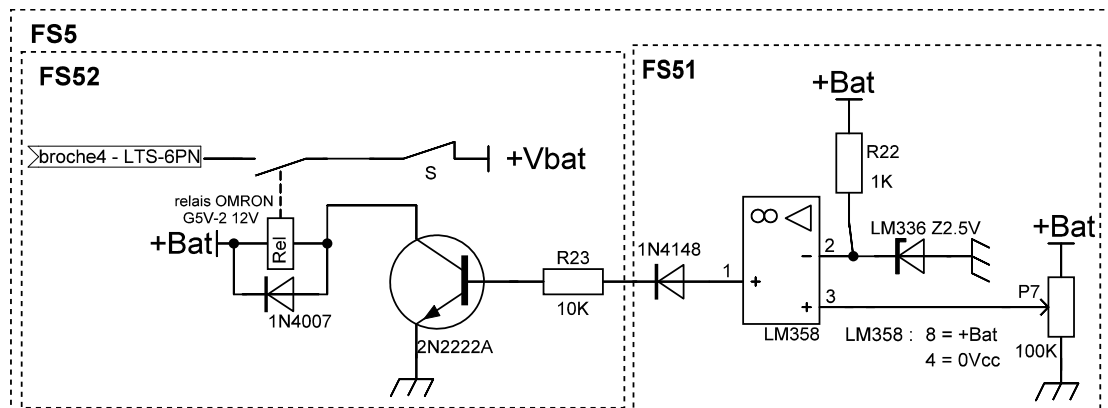 FS5
FS52
FS51
+Bat
broche4 - LTS-6PN
S
+Vbat
R22
1K
relais OMRON
G5V-2 12V
+Bat
Rel
1N4007
2N2222A
R23
10K
1N4148
1
8
2
-
+
+
3
LM358
LM336 Z2.5V
+Bat
P7
100K
LM358 : 8 = +Bat
4 = 0Vcc